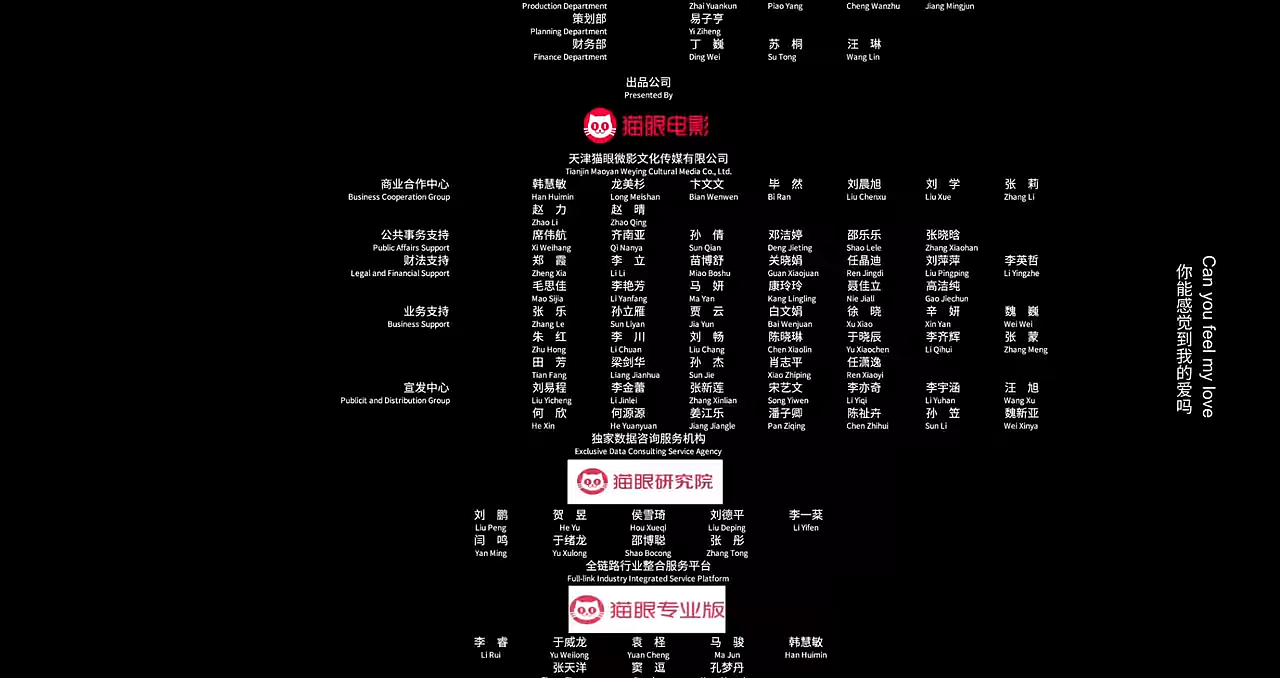 Production Department Zhai Yuankun Piao Yang Cheng Wanzhu Jiang Mingjun
策划部 易子亨
Planning Department Yi Ziheng
财务部 丁 巍 苏 桐 汪 琳
Finance Department Ding Wei Su Tong Wang Lin
出品公司
Presented By
猫眼电影
天津猫眼微影文化传媒有限公司
Tianjin Maoyan Weying Cultural Media Co., Ltd.
商业合作中心 韩慧敏 龙美杉 卞文文 毕 然 刘晨旭 刘 学 张 莉
Business Cooperation Group Han Huimin Long Meishan Bian Wenwen Bi Ran Liu Chenxu Liu Xue Zhang Li
赵 力 赵 晴
Zhao Li Zhao Qing
公共事务支持 席伟航 齐南亚 孙 倩 邓洁婷 邵乐乐 张晓晗
Public Affairs Support Xi Weihang Qi Nanya Sun Qian Deng Jieting Shao Lele Zhang Xiaohan
财法支持 郑 霞 李 立 苗博舒 关晓娟 任晶迪 刘萍萍 李英哲
Legal and Financial Support Zheng Xia Li Li Miao Boshu Guan Xiaojuan Ren Jingdi Liu Pingping Li Yingzhe
毛思佳 李艳芳 马 妍 康玲玲 聂佳立 高洁纯
Mao Sijia Li Yanfang Ma Yan Kang Lingling Nie Jiall Gao Jiechun
业务支持 张 乐 孙立雁 贾 云 白文娟 徐 晓 辛 妍 魏 巍
Business Support Zhang Le Sun Liyan Jia Yun Bai Wenjuan Xu Xiao Xin Yan Wei Wei
朱 红 李 川 刘 畅 陈晓琳 于晓辰 李齐辉 张 蒙
Zhu Hong Li Chuan Liu Chang Chen Xiaolin Yu Xiaochen Li Qihui Zhang Meng
田 芳 梁剑华 孙 杰 肖志平 任潇逸
Tian Fang Liang Jianhua Sun Jie Xiao Zhiping Ren Xiaoyi
宣发中心 刘易程 李金蕾 张新莲 宋艺文 李亦奇 李宇涵 汪 旭
Publicit and Distribution Group Liu Yicheng Li Jinlei Zhang Xinlian Song Yiwen Li Yiqi Li Yuhan Wang Xu
何 欣 何源源 姜江乐 潘子卿 陈祉卉 孙 笠 魏新亚
He Xin He Yuanyuan Jiang Jiangle Pan Ziqing Chen Zhihui Sun Li Wei Xinya
独家数据咨询服务机构
Exclusive Data Consulting Service Agency
猫眼研究院
刘 鹏 贺 昱 侯雪琦 刘德平 李一棻
Liu Peng He Yu Hou Xueqi Liu Deping Li Yifen
闫 鸣 于绪龙 邵博聪 张 彤
Yan Ming Yu Xulong Shao Bocong Zhang Tong
全链路行业整合服务平台
Full-link Industry Integrated Service Platform
猫眼专业版
李 睿 于威龙 袁 柽 马 骏 韩慧敏
Li Rui Yu Weilong Yuan Cheng Ma Jun Han Huimin
张天洋 窦 逗 孔梦丹
Can you feel my love
你能感觉到我的爱吗